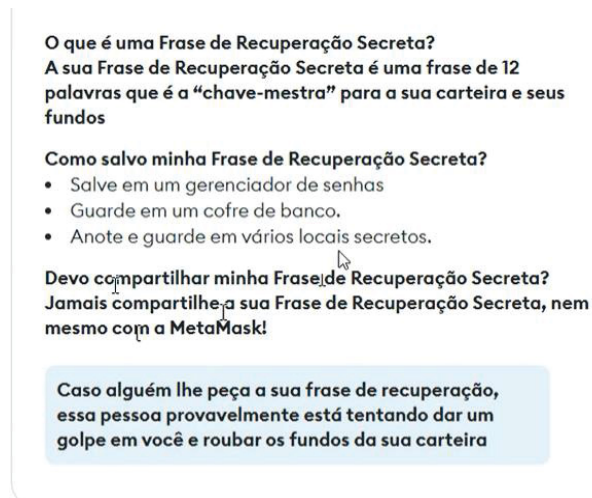 O que é uma Frase de Recuperação Secreta?
A sua Frase de Recuperação Secreta é uma frase de 12
palavras que é a “chave-mestra” para a sua carteira e seus
fundos
Como salvo minha Frase de Recuperação Secreta?
• Salve em um gerenciador de senhas
• Guarde em um cofre de banco.
• Anote e guarde em vários locais secretos.
Devo compartilhar minha Frase de Recuperação Secreta?
Jamais compartilhe a sua Frase de Recuperação Secreta, nem
mesmo com a MetaMask!
Caso alguém lhe peça a sua frase de recuperação,
essa pessoa provavelmente está tentando dar um
golpe em você e roubar os fundos da sua carteira